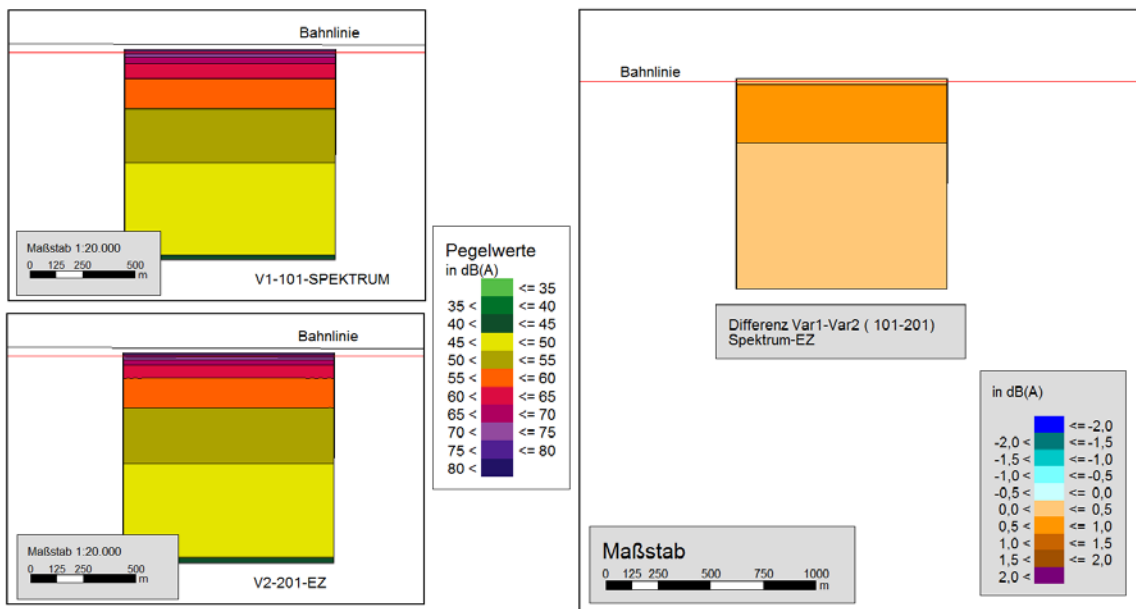 Bahnlinie
Maßstab 1:20.000
0 125 250 500
m
V1-101-SPEKTRUM
Bahnlinie
Maßstab 1:20.000
0 125 250 500
m
V2-201-EZ
Pegelwerte
in dB(A)
<= 35
35 < <= 40
40 < <= 45
45 < <= 50
50 < <= 55
55 < <= 60
60 < <= 65
65 < <= 70
70 < <= 75
75 < <= 80
80 <
Bahnlinie
Differenz Var1-Var2 ( 101-201)
Spektrum-EZ
in dB(A)
<= -2,0
-2,0 < <= -1,5
-1,5 < <= -1,0
-1,0 < <= -0,5
-0,5 < <= 0,0
0,0 < <= 0,5
0,5 < <= 1,0
1,0 < <= 1,5
1,5 < <= 2,0
2,0 <
Maßstab
0 125 250 500 750 1000
m